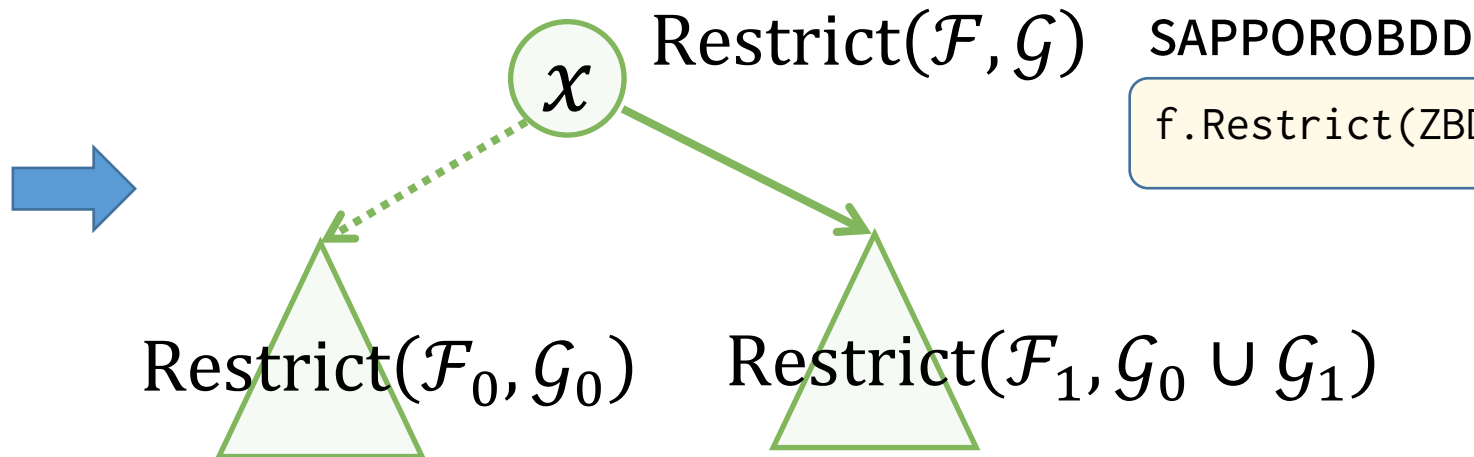 Restrict(ℱ, 𝒢)
SAPPOROBDD
f.Restrict(ZBD
x
Restrict(ℱ₀, 𝒢₀)
Restrict(ℱ₁, 𝒢₀ ∪ 𝒢₁)